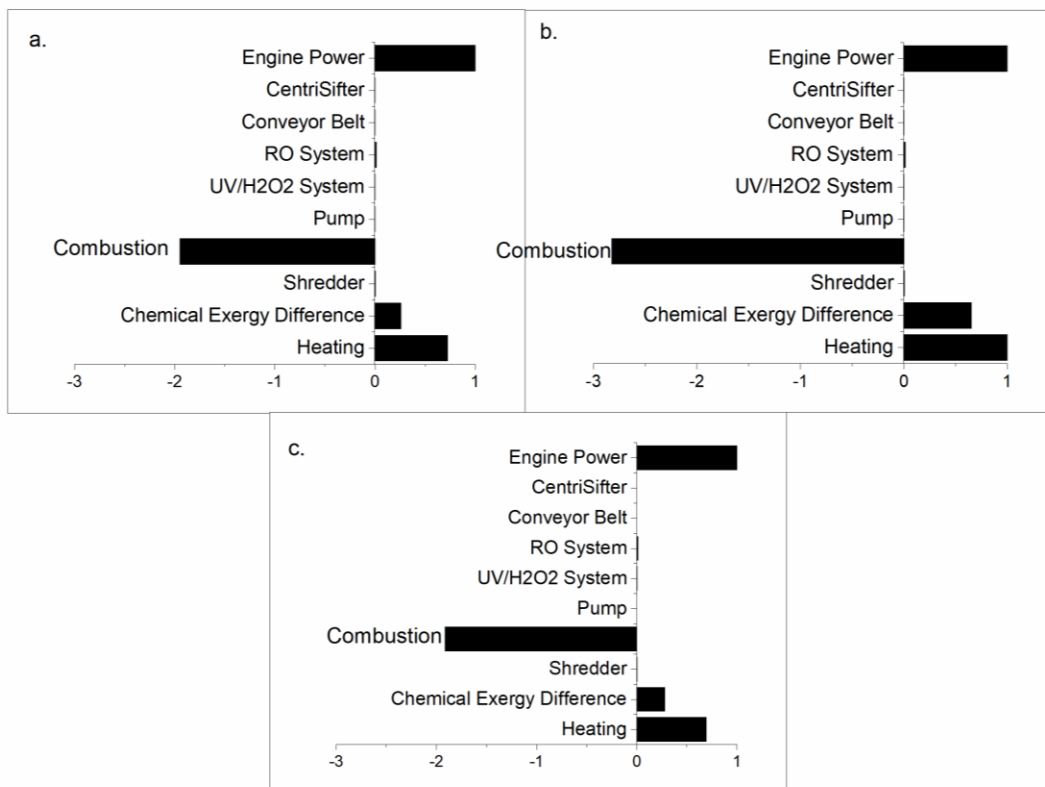 a.
Engine Power
CentriSifter
Conveyor Belt
RO System
UV/H2O2 System
Pump
Combustion
Shredder
Chemical Exergy Difference
Heating
-3 -2 -1 0 1
b.
Engine Power
CentriSifter
Conveyor Belt
RO System
UV/H2O2 System
Pump
Combustion
Shredder
Chemical Exergy Difference
Heating
-3 -2 -1 0 1
c.
Engine Power
CentriSifter
Conveyor Belt
RO System
UV/H2O2 System
Pump
Combustion
Shredder
Chemical Exergy Difference
Heating
-3 -2 -1 0 1